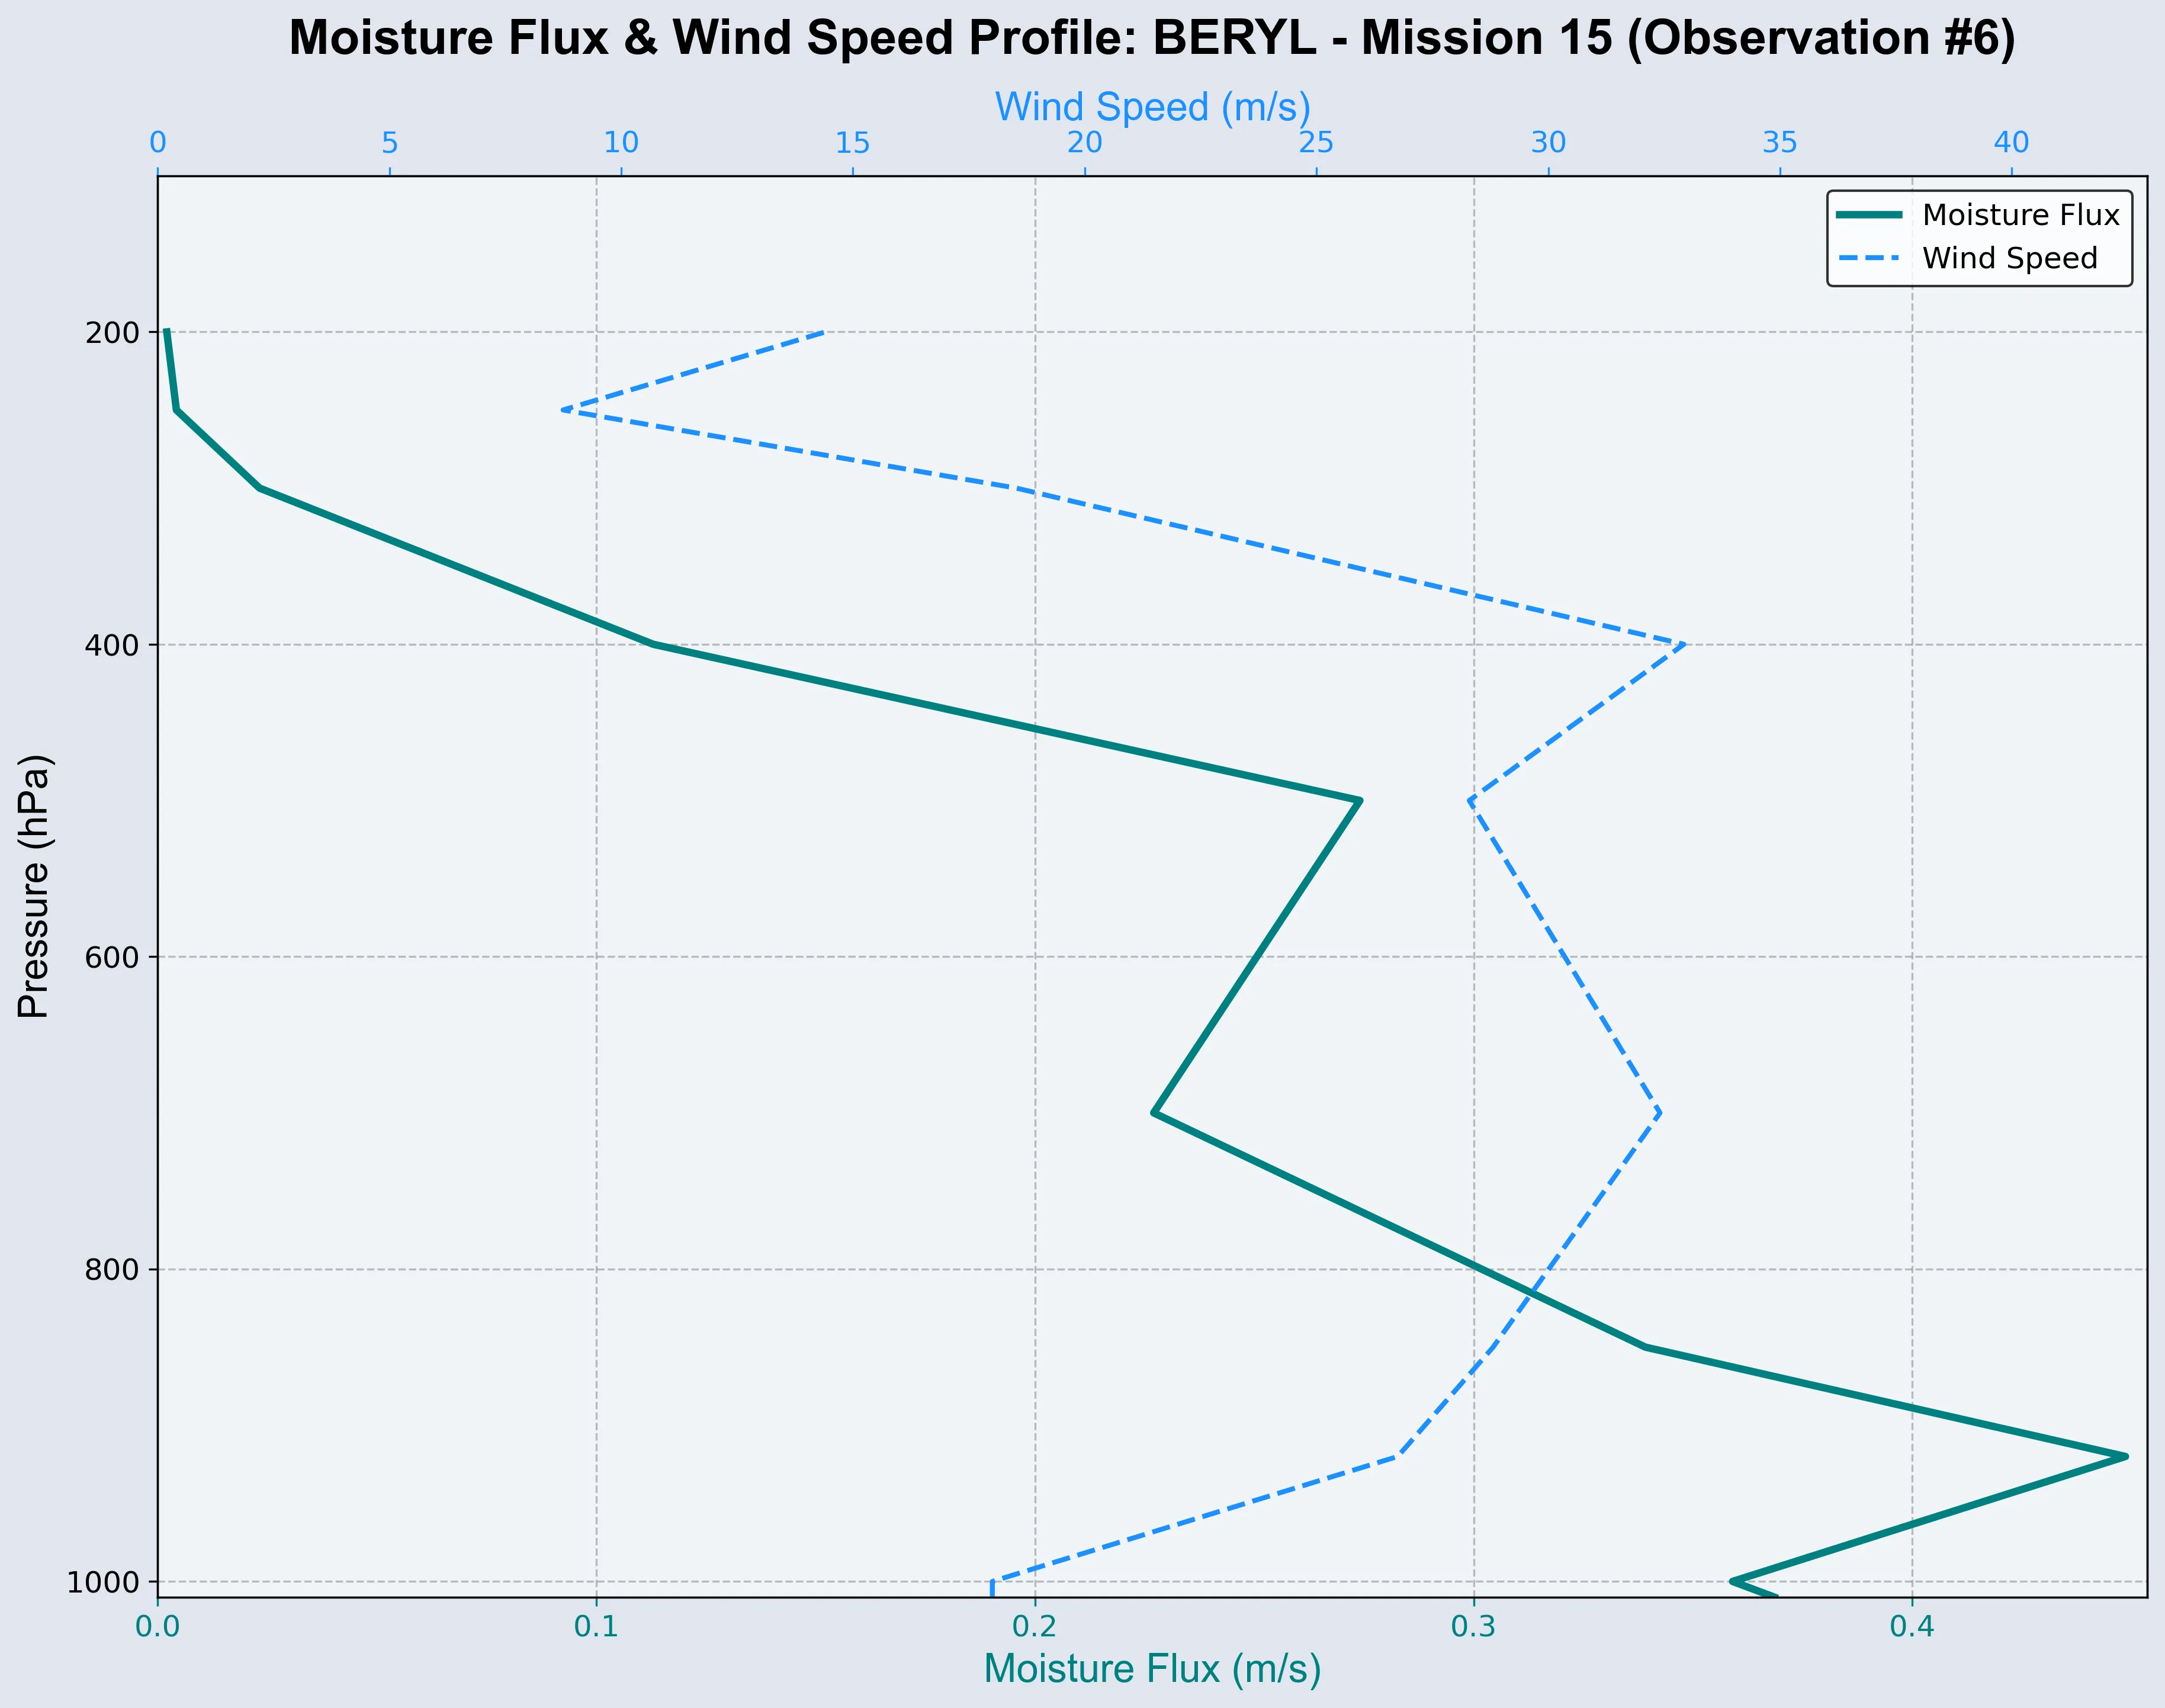 Moisture Flux & Wind Speed Profile: BERYL - Mission 15 (Observation #6)
Wind Speed (m/s)
0 5 10 15 20 25 30 35 40
Moisture Flux
Wind Speed
200
400
600
800
1000
Pressure (hPa)
0.0 0.1 0.2 0.3 0.4
Moisture Flux (m/s)